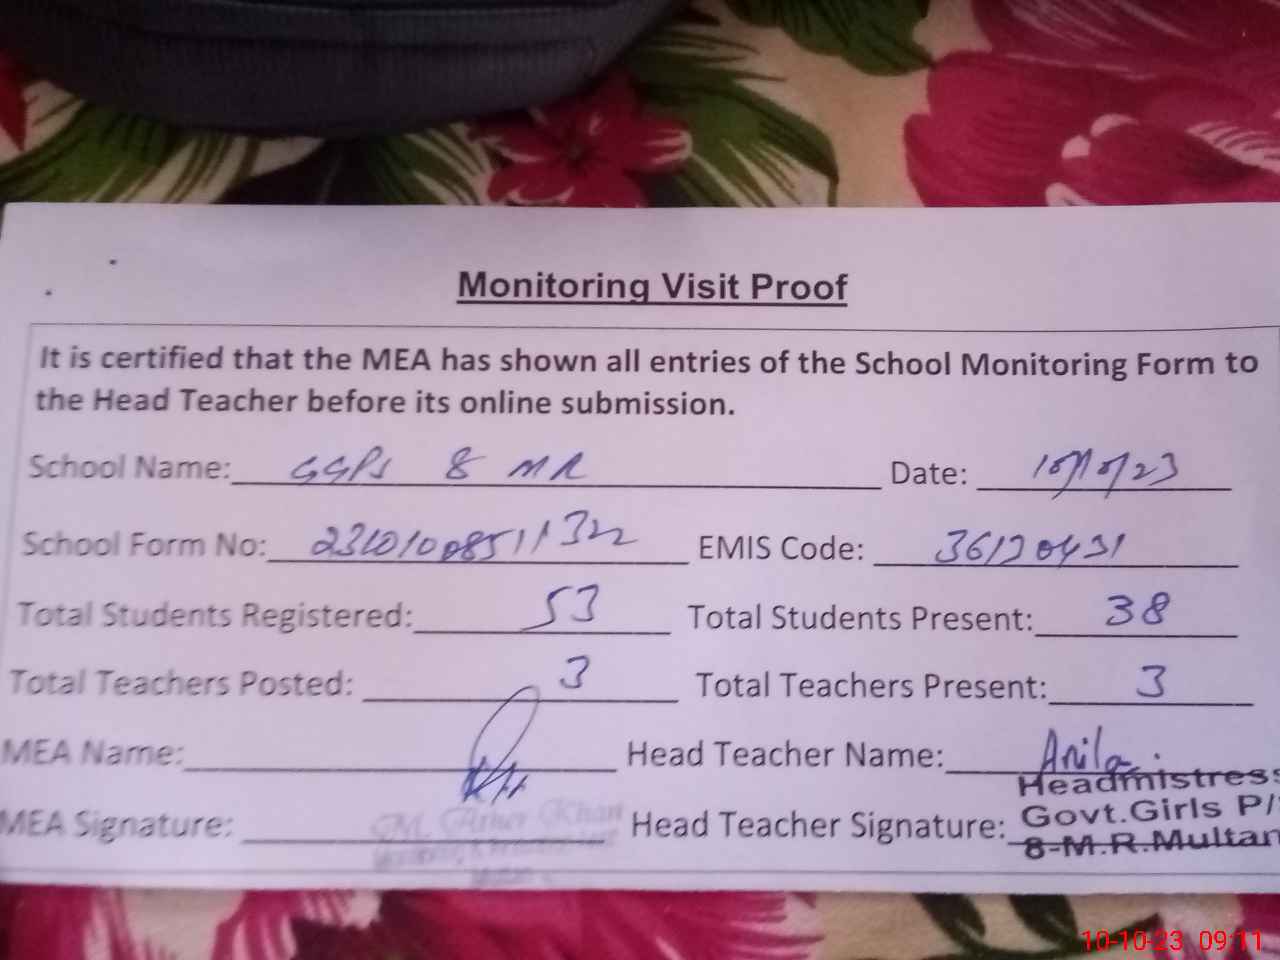 Monitoring Visit Proof
It is certified that the MEA has shown all entries of the School Monitoring Form to
the Head Teacher before its online submission.
School Name: GGPS 8 MR Date: 10/10/23
School Form No: EMIS Code:
Total Students Registered: 53 Total Students Present: 38
Total Teachers Posted: 3 Total Teachers Present: 3
MEA Name: Head Teacher Name: Anila
Headmistress
MEA Signature: Head Teacher Signature: Govt.Girls P/
M. Khan 8-M.R.Multan
10-10-23 09:11